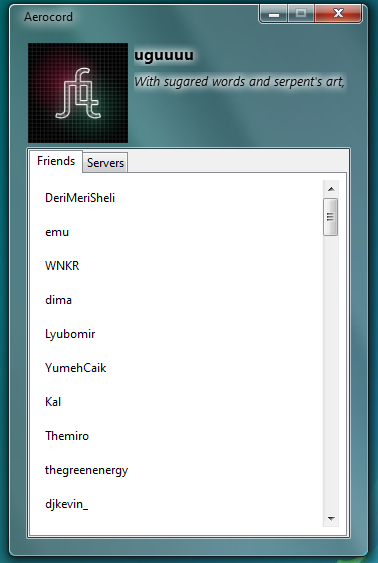 Aerocord
uguuuu
With sugared words and serpent's art,
Friends Servers
DeriMeriSheli
emu
WNKR
dima
Lyubomir
YumehCaik
Kal
Themiro
thegreenenergy
djkevin_